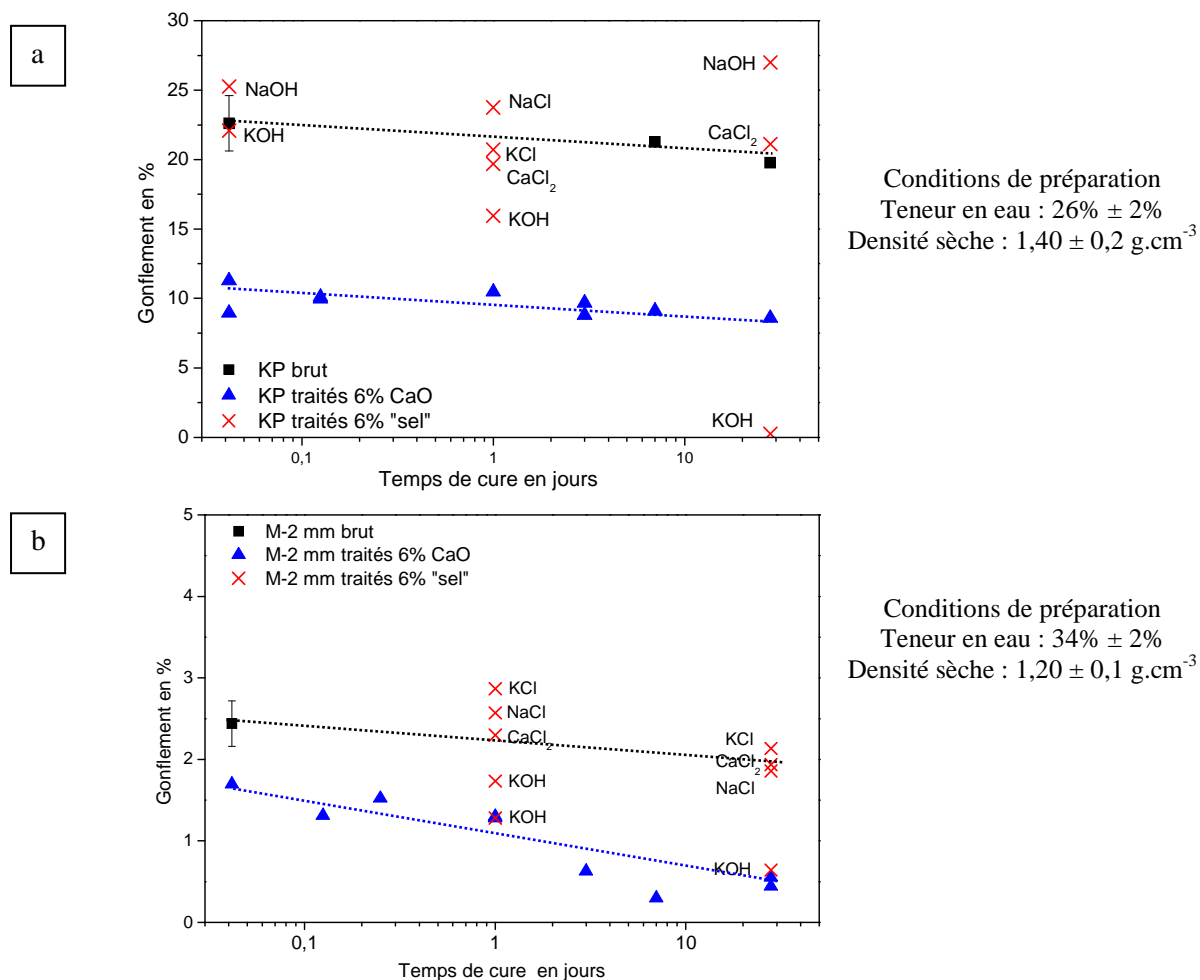 a
30
25
20
15
10
5
0
Gonflement en %
NaOH
KOH
NaCl
KCl
CaCl₂
KOH
NaOH
CaCl₂
KOH
KP brut
KP traités 6% CaO
KP traités 6% "sel"
0,1
1
10
Temps de cure en jours
Conditions de préparation
Teneur en eau : 26% ± 2%
Densité sèche : 1,40 ± 0,2 g.cm⁻³
b
5
4
3
2
1
0
Gonflement en %
M-2 mm brut
M-2 mm traités 6% CaO
M-2 mm traités 6% "sel"
KCl
NaCl
CaCl₂
KOH
KOH
KCl
CaCl₂
NaCl
KOH
0,1
1
10
Temps de cure en jours
Conditions de préparation
Teneur en eau : 34% ± 2%
Densité sèche : 1,20 ± 0,1 g.cm⁻³